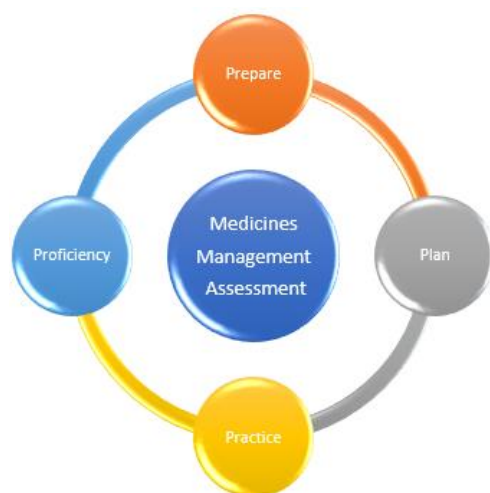 Prepare
Medicines
Management
Assessment
Proficiency
Plan
Practice